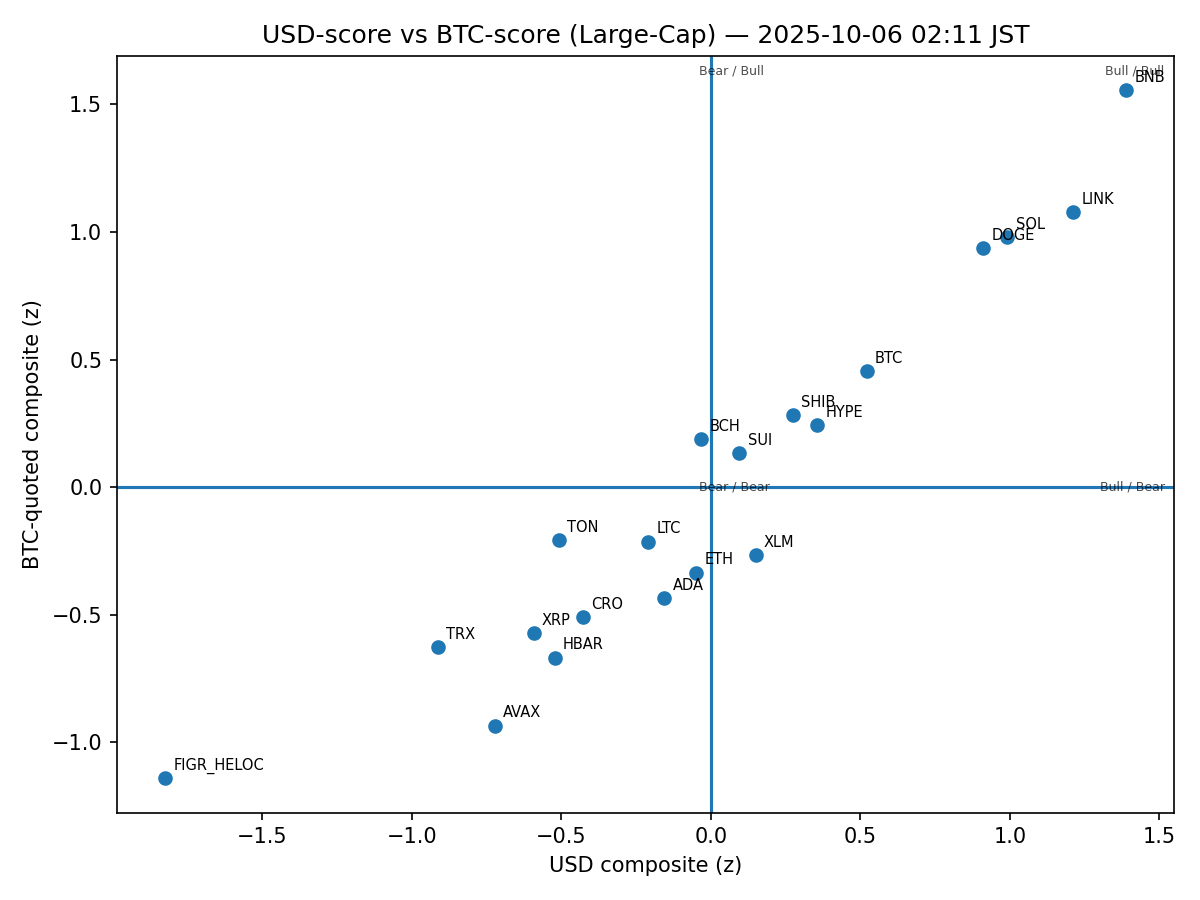 USD-score vs BTC-score (Large-Cap) — 2025-10-06 02:11 JST
Bear / Bull
Bull / Bull
BNB
LINK
SOL
DOGE
BTC
SHIB
HYPE
BCH
SUI
Bear / Bear
Bull / Bear
TON
LTC
XLM
ETH
ADA
CRO
XRP
TRX
HBAR
AVAX
FIGR_HELOC
1.5
1.0
0.5
0.0
−0.5
−1.0
BTC-quoted composite (z)
−1.5
−1.0
−0.5
0.0
0.5
1.0
1.5
USD composite (z)